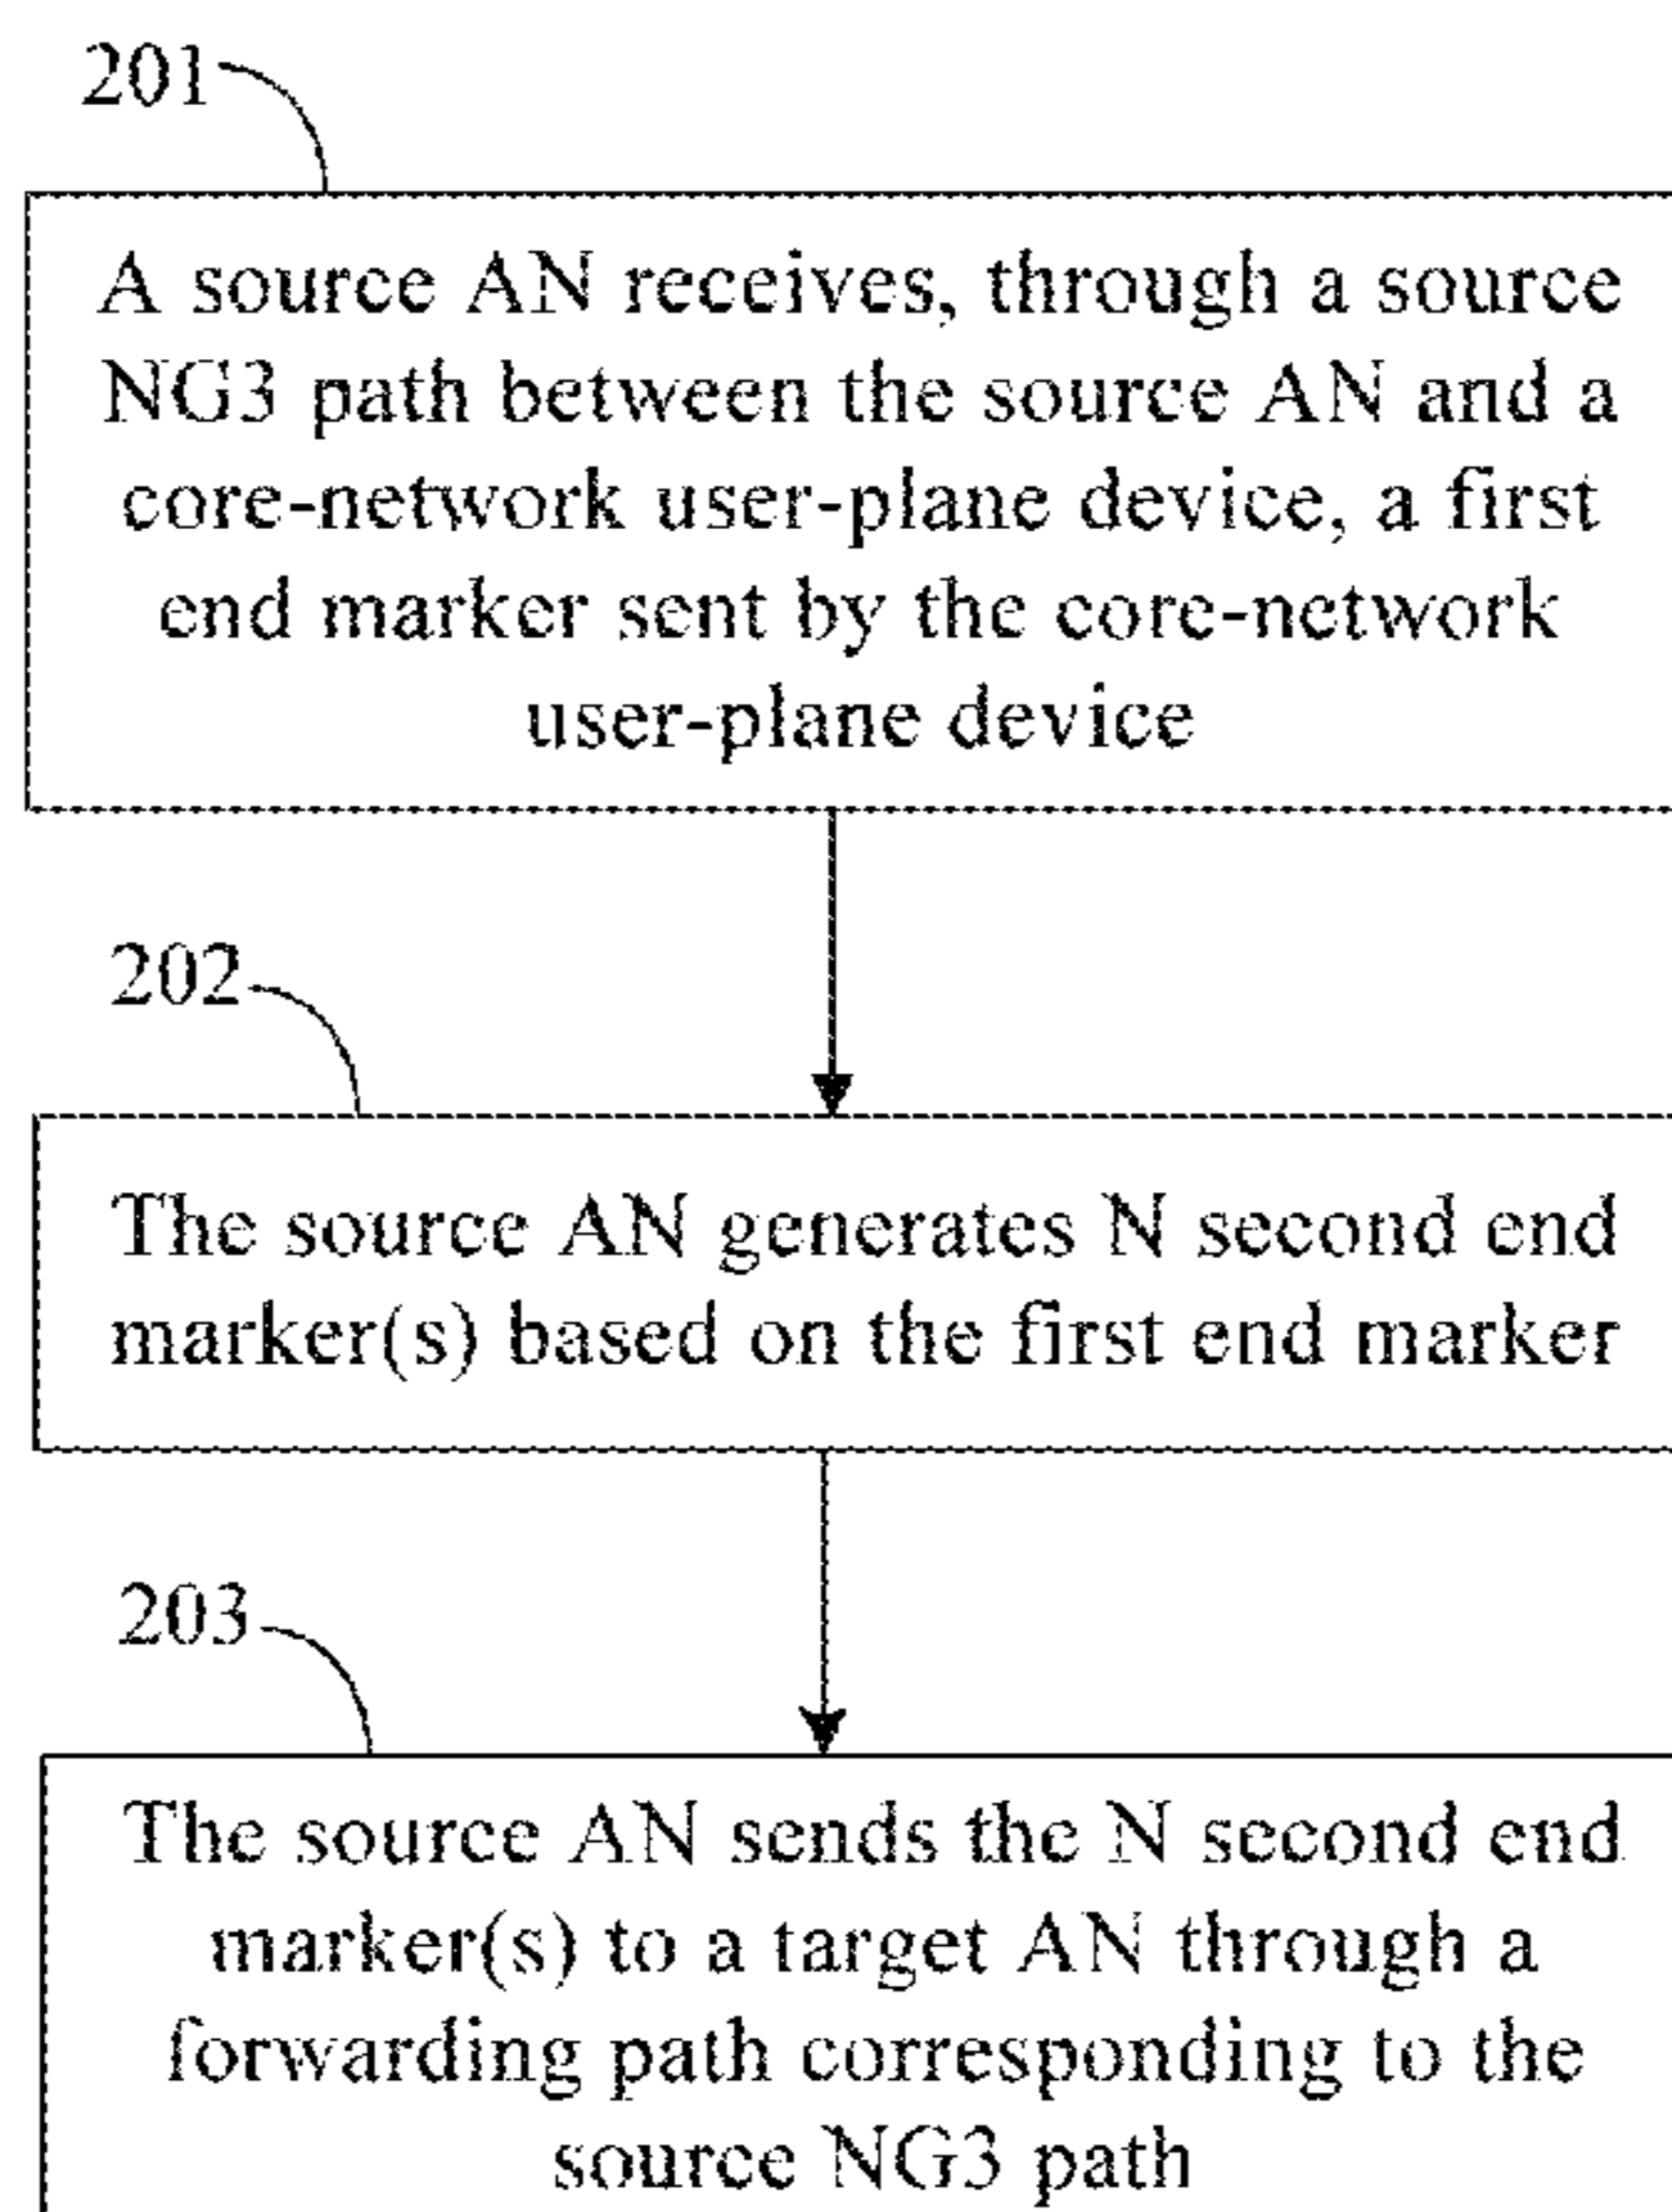 201
A source AN receives, through a source
NG3 path between the source AN and a
core-network user-plane device, a first
end marker sent by the core-network
user-plane device
202
The source AN generates N second end
marker(s) based on the first end marker
203
The source AN sends the N second end
marker(s) to a target AN through a
forwarding path corresponding to the
source NG3 path